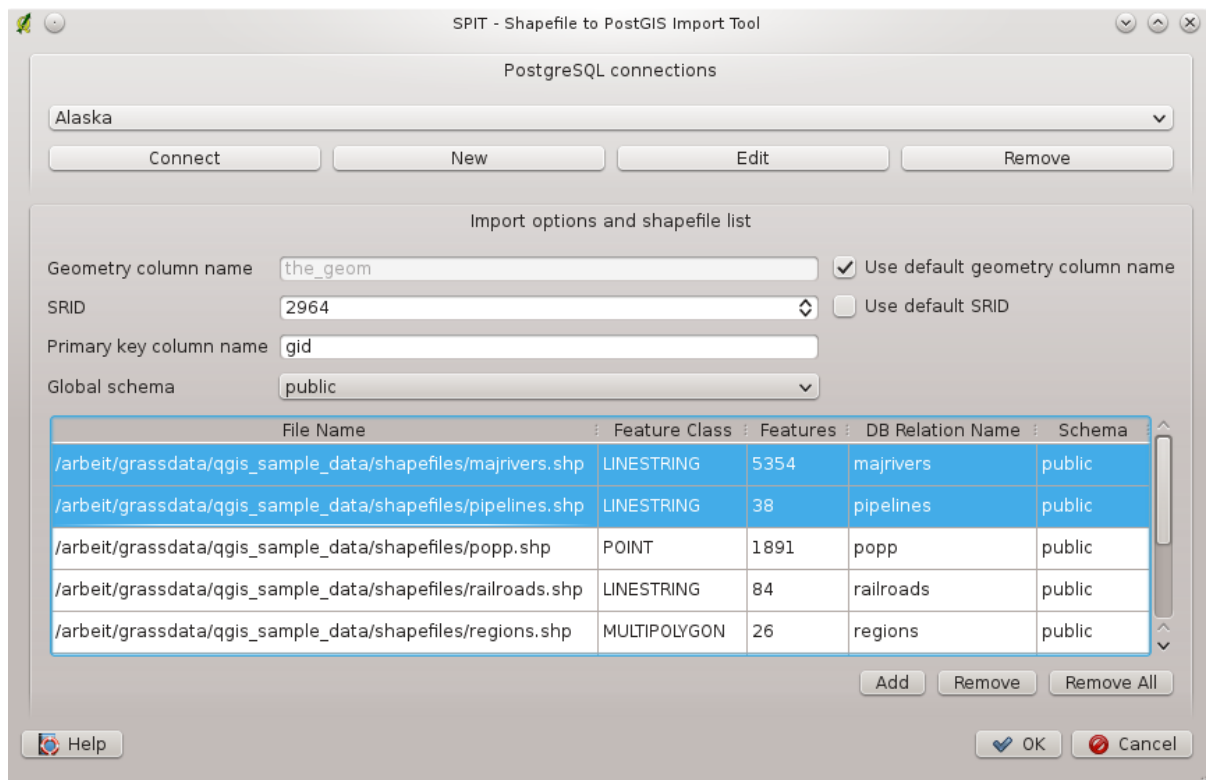 SPIT - Shapefile to PostGIS Import Tool
PostgreSQL connections
Alaska
Connect New Edit Remove
Import options and shapefile list
Geometry column name the_geom Use default geometry column name
SRID 2964 Use default SRID
Primary key column name gid
Global schema public
File Name Feature Class Features DB Relation Name Schema
/arbeit/grassdata/qgis_sample_data/shapefiles/majrivers.shp LINESTRING 5354 majrivers public
/arbeit/grassdata/qgis_sample_data/shapefiles/pipelines.shp LINESTRING 38 pipelines public
/arbeit/grassdata/qgis_sample_data/shapefiles/popp.shp POINT 1891 popp public
/arbeit/grassdata/qgis_sample_data/shapefiles/railroads.shp LINESTRING 84 railroads public
/arbeit/grassdata/qgis_sample_data/shapefiles/regions.shp MULTIPOLYGON 26 regions public
Add Remove Remove All
Help OK Cancel